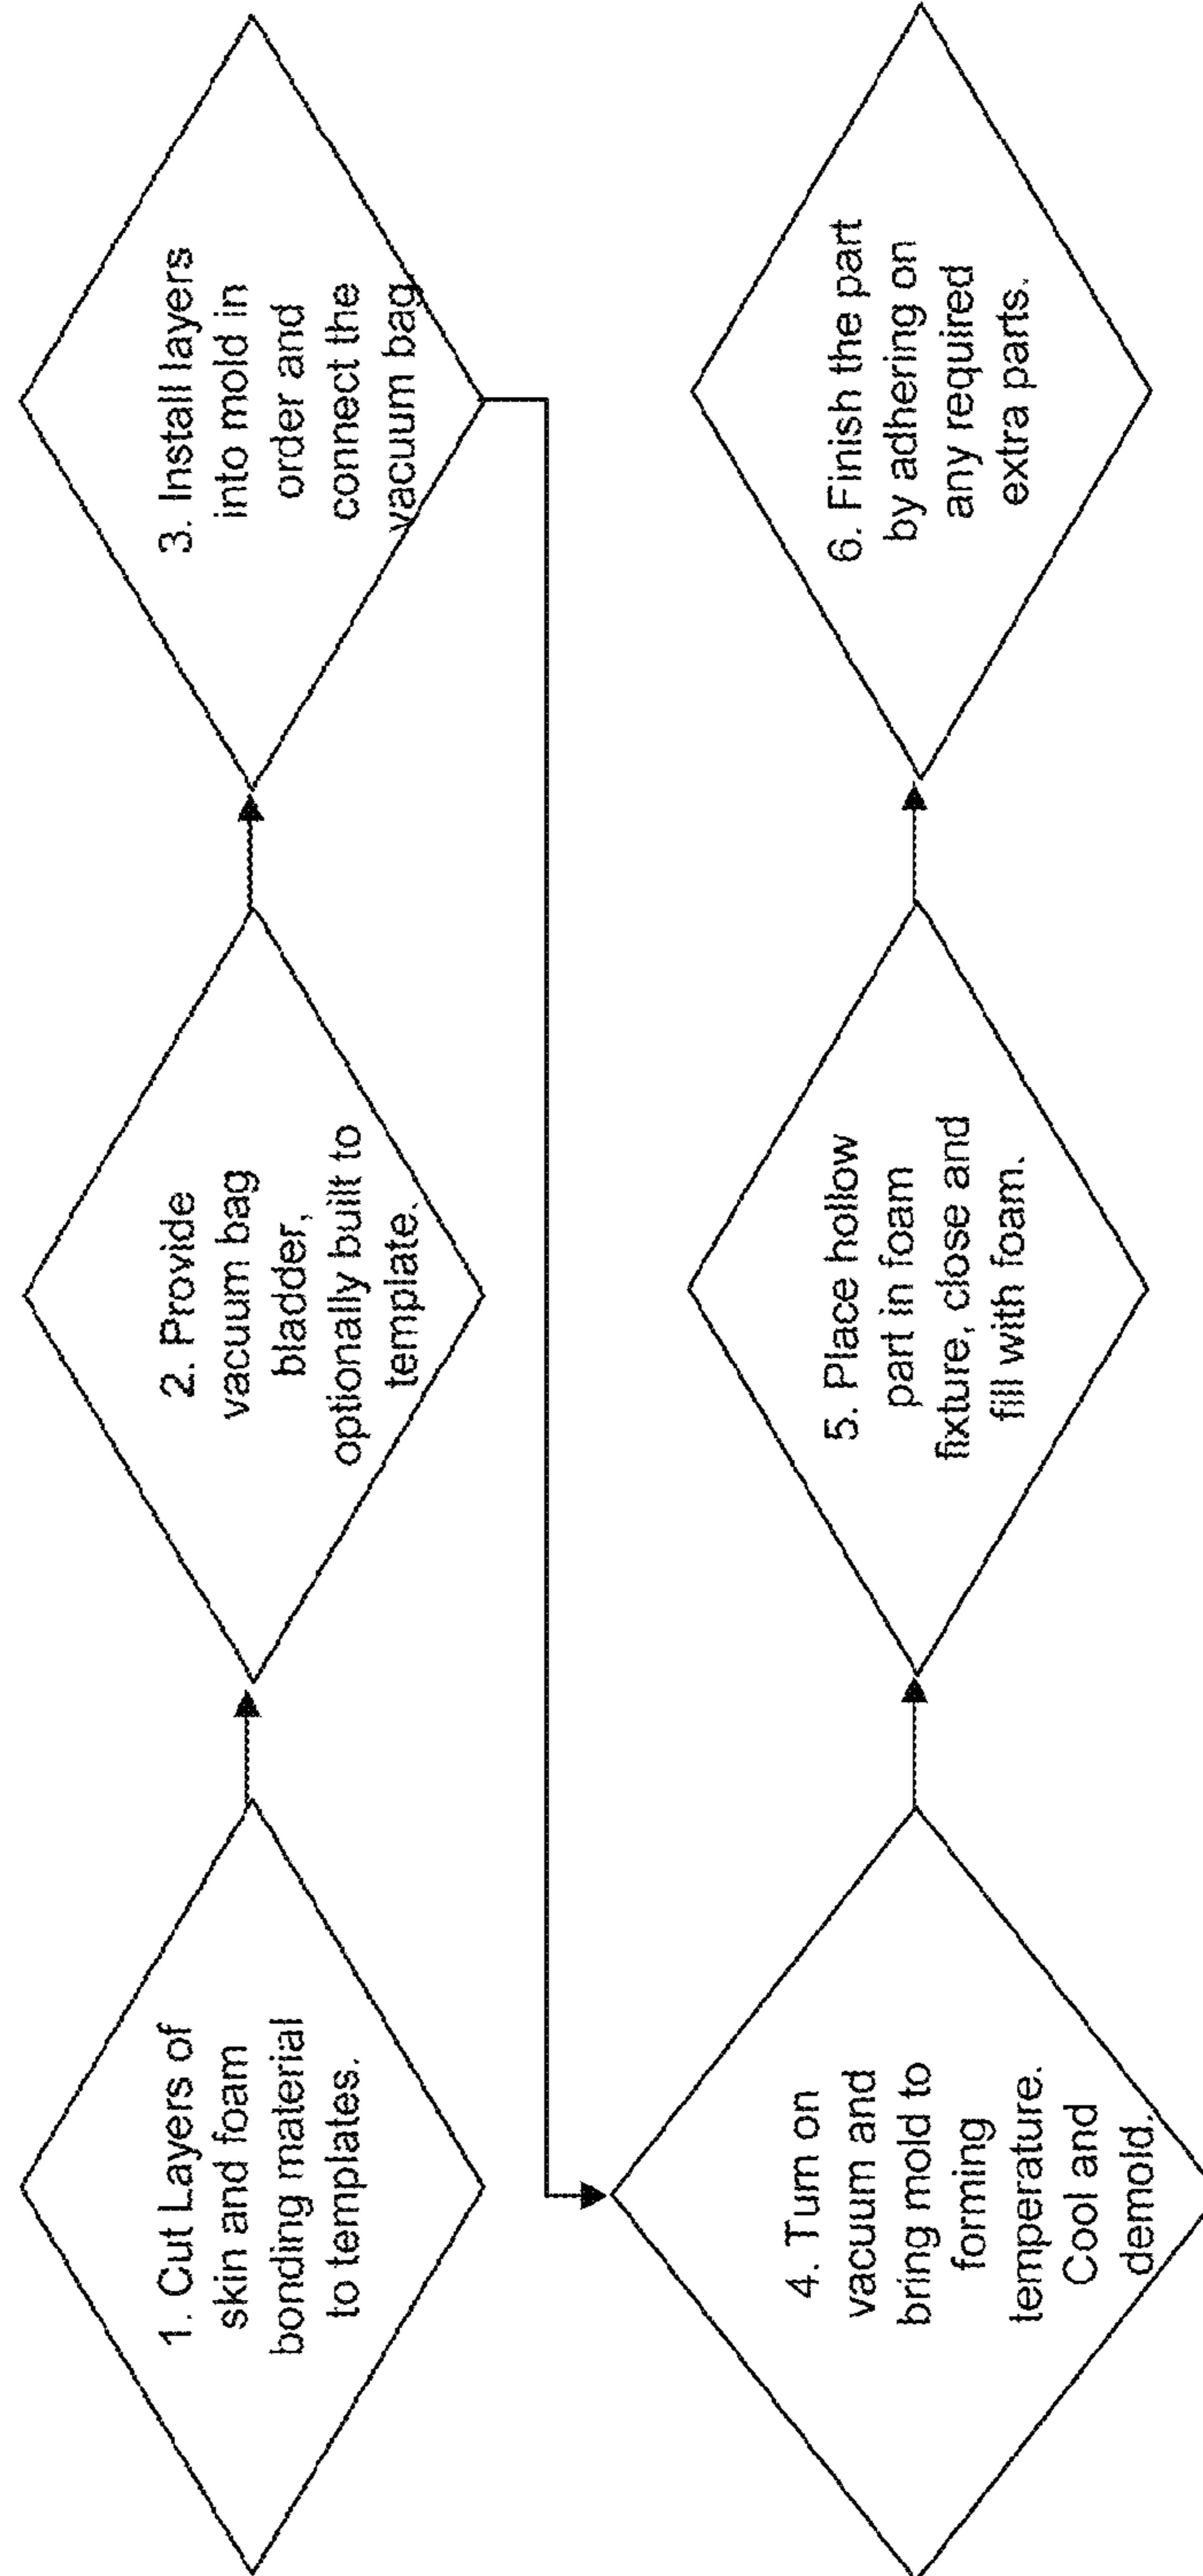 1. Cut Layers of
skin and foam
bonding material
to templates.
2. Provide
vacuum bag
bladder,
optionally built to
template.
3. Install layers
into mold in
order and
connect the
vacuum bag.
4. Turn on
vacuum and
bring mold to
forming
temperature.
Cool and
demold.
5. Place hollow
part in foam
fixture, close and
fill with foam.
6. Finish the part
by adhering on
any required
extra parts.